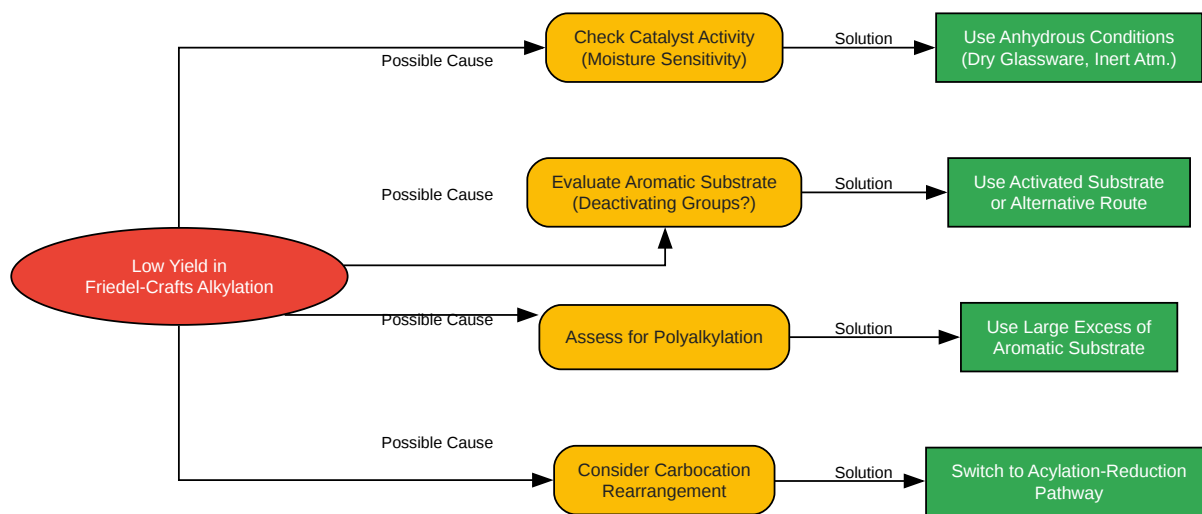 Low Yield in
Friedel-Crafts Alkylation
Possible Cause
Check Catalyst Activity
(Moisture Sensitivity)
Solution
Use Anhydrous Conditions
(Dry Glassware, Inert Atm.)
Possible Cause
Evaluate Aromatic Substrate
(Deactivating Groups?)
Solution
Use Activated Substrate
or Alternative Route
Possible Cause
Assess for Polyalkylation
Solution
Use Large Excess of
Aromatic Substrate
Possible Cause
Consider Carbocation
Rearrangement
Solution
Switch to Acylation-Reduction
Pathway